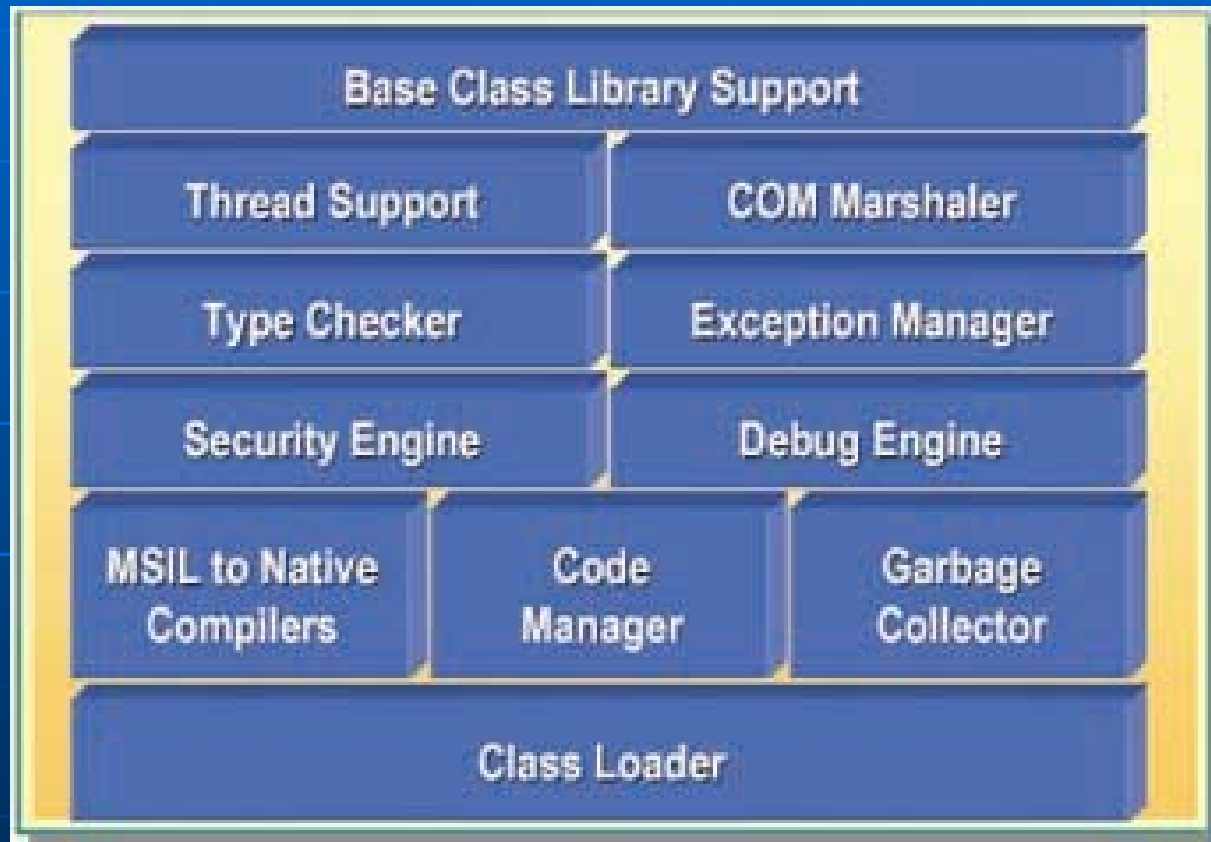 Base Class Library Support
Thread Support
COM Marshaler
Type Checker
Exception Manager
Security Engine
Debug Engine
MSIL to Native
Compilers
Code
Manager
Garbage
Collector
Class Loader